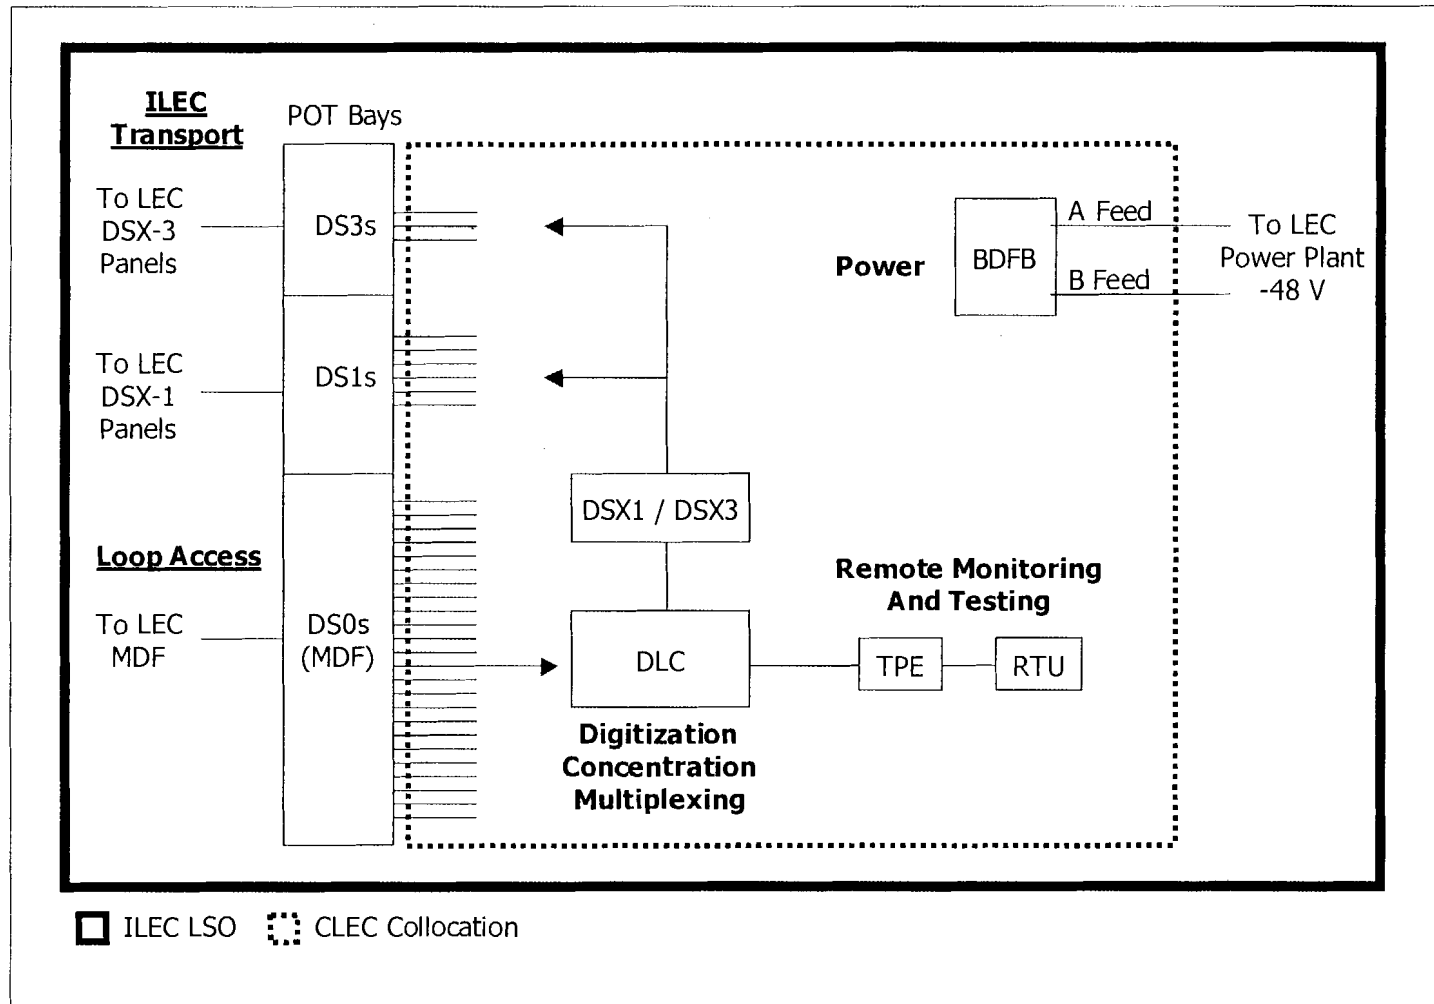 ILEC
Transport
POT Bays
To LEC
DSX-3
Panels
DS3s
To LEC
DSX-1
Panels
DS1s
Loop Access
To LEC
MDF
DS0s
(MDF)
Power
BDFB
A Feed
B Feed
To LEC
Power Plant
-48 V
DSX1 / DSX3
DLC
Digitization
Concentration
Multiplexing
Remote Monitoring
And Testing
TPE
RTU
ILEC LSO
CLEC Collocation